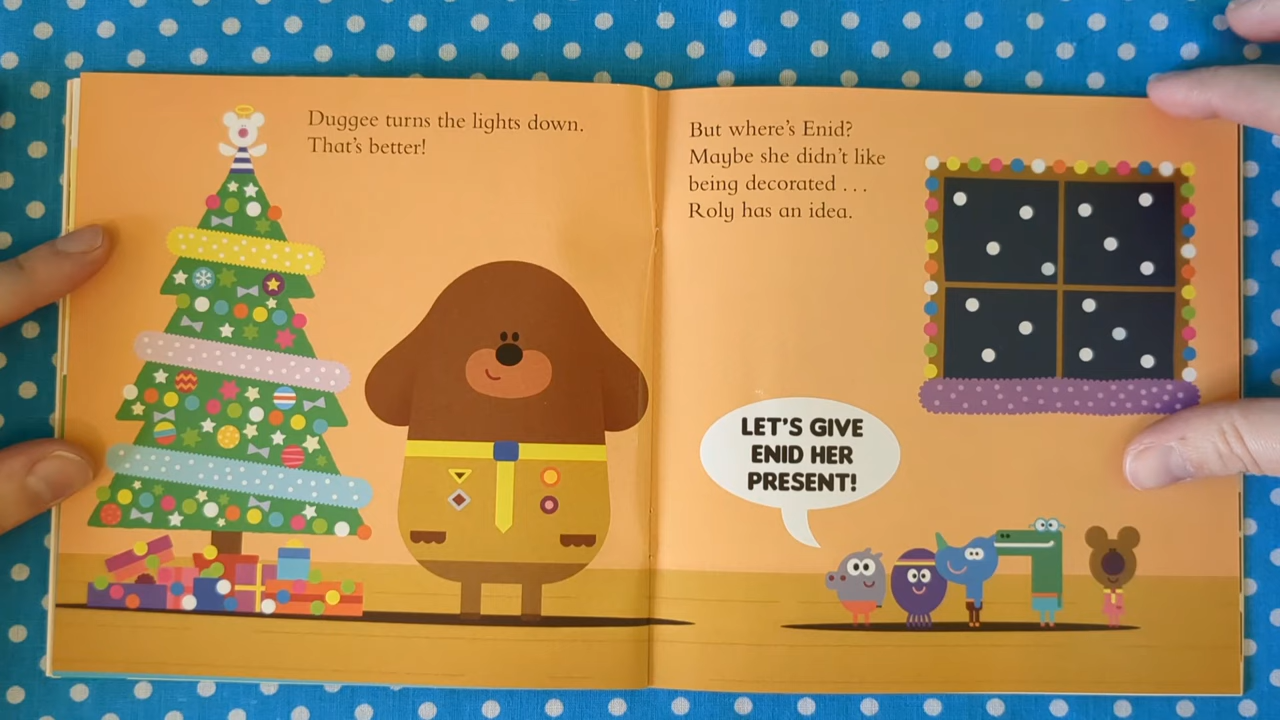 Duggee turns the lights down.
That's better!
But where's Enid?
Maybe she didn't like
being decorated . . .
Roly has an idea.
LET'S GIVE
ENID HER
PRESENT!